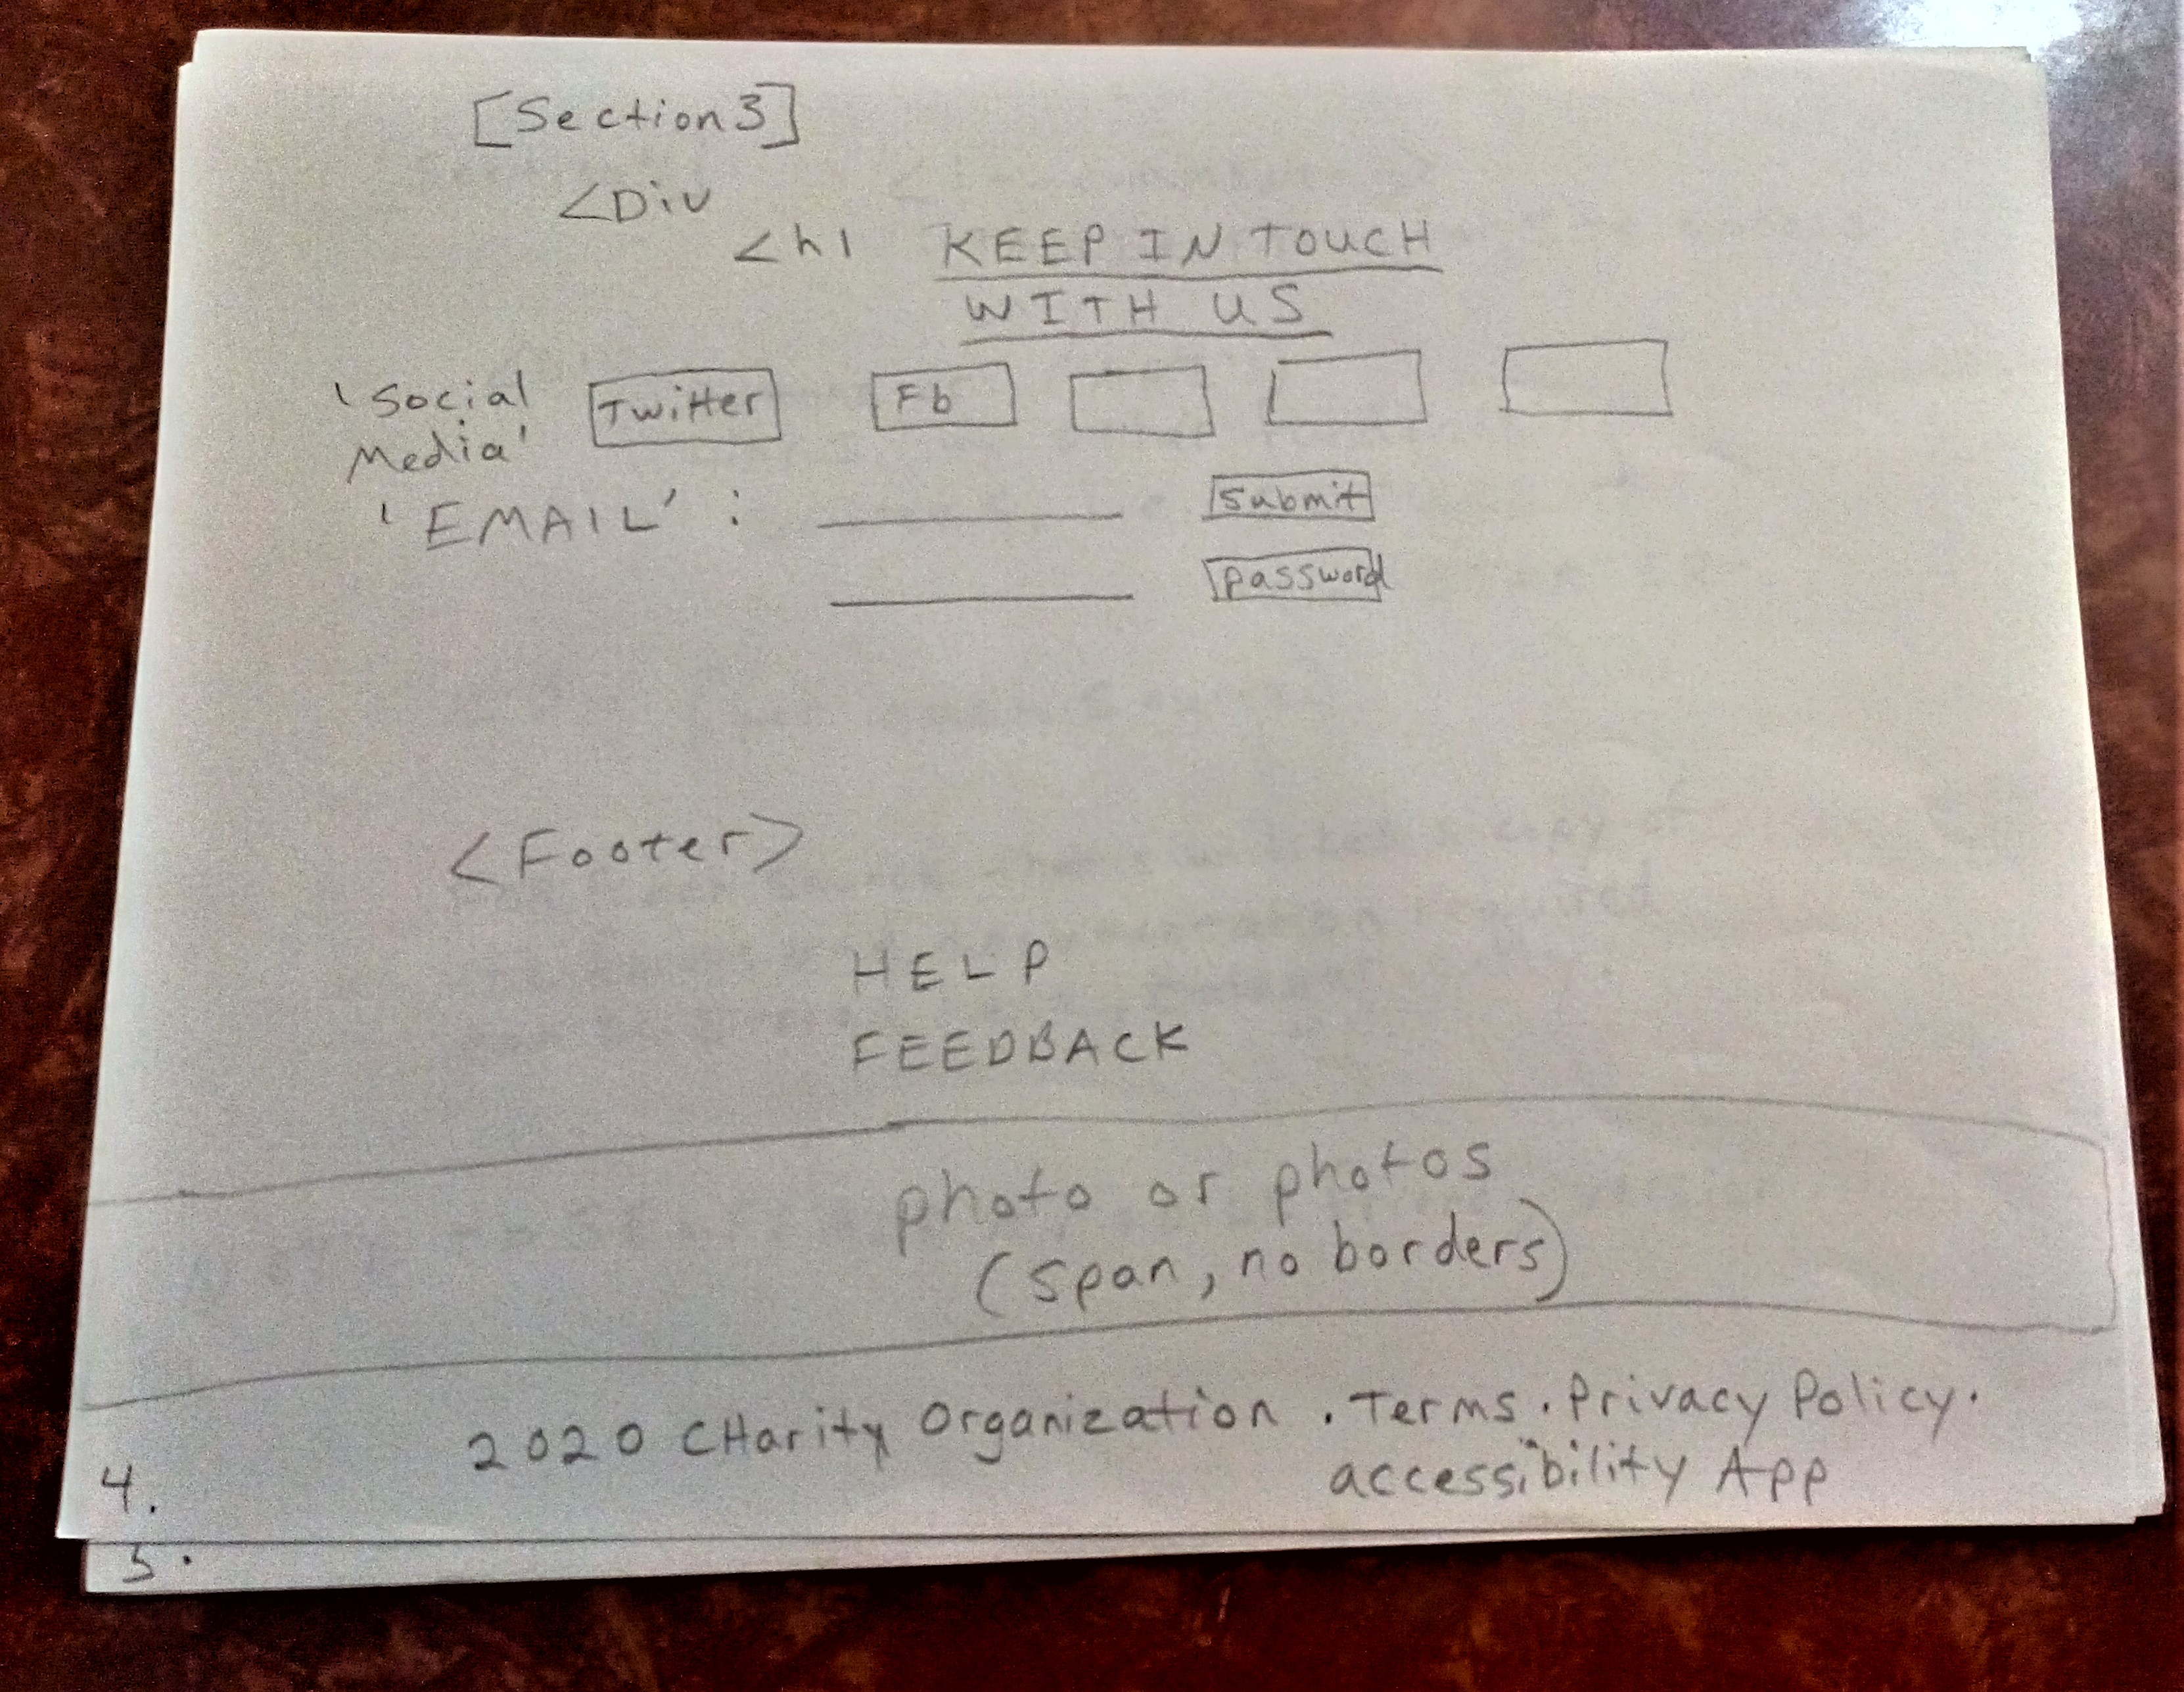 [Section 3]
<Div
<h1 KEEP IN TOUCH
WITH US
'Social
Media' Twitter Fb
'EMAIL' : Submit
password
<Footer>
HELP
FEEDBACK
photo or photos
(span, no borders)
2020 CHarity Organization . Terms . Privacy Policy .
accessibility App
4.
5.